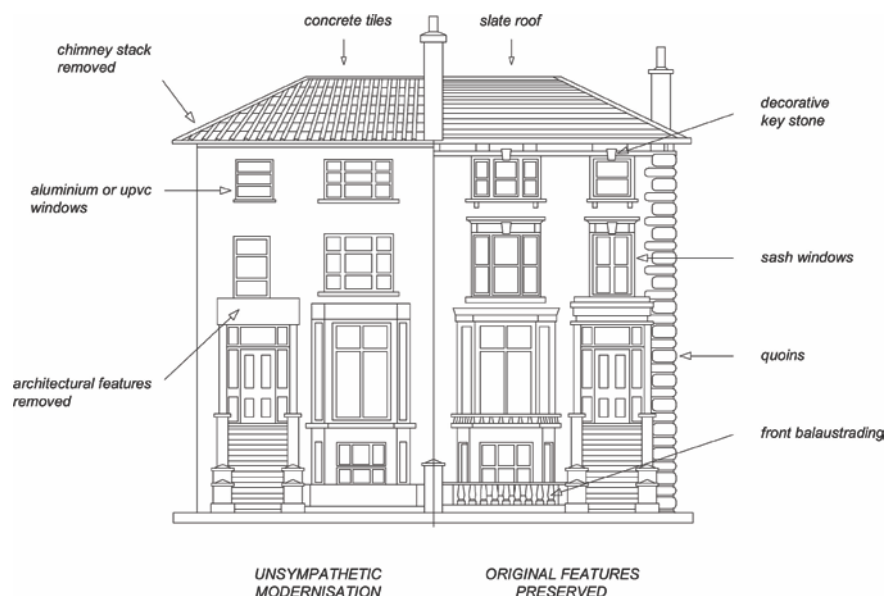 concrete tiles
slate roof
chimney stack
removed
decorative
key stone
aluminium or upvc
windows
sash windows
quoins
architectural features
removed
front balaustrading
UNSYMPATHETIC
MODERNISATION
ORIGINAL FEATURES
PRESERVED